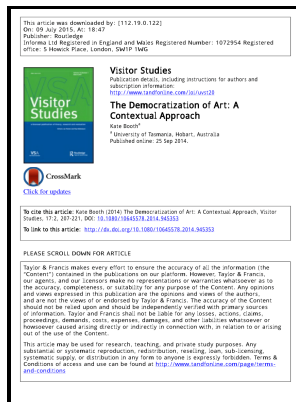 This article was downloaded by: [112.19.0.122]
On: 09 July 2015, At: 18:47
Publisher: Routledge
Informa Ltd Registered in England and Wales Registered Number: 1072954 Registered
office: 5 Howick Place, London, SW1P 1WG
Visitor Studies
Publication details, including instructions for authors and
subscription information:
http://www.tandfonline.com/loi/uvst20
The Democratization of Art: A
Contextual Approach
Kate Booth
University of Tasmania, Hobart, Australia
Published online: 25 Sep 2014.
Visitor
Studies
CrossMark
Click for updates
To cite this article: Kate Booth (2014) The Democratization of Art: A Contextual Approach, Visitor
Studies, 17:2, 207-221, DOI: 10.1080/10645578.2014.945353
To link to this article: http://dx.doi.org/10.1080/10645578.2014.945353
PLEASE SCROLL DOWN FOR ARTICLE
Taylor & Francis makes every effort to ensure the accuracy of all the information (the
"Content") contained in the publications on our platform. However, Taylor & Francis,
our agents, and our licensors make no representations or warranties whatsoever as to
the accuracy, completeness, or suitability for any purpose of the Content. Any opinions
and views expressed in this publication are the opinions and views of the authors,
and are not the views of or endorsed by Taylor & Francis. The accuracy of the Content
should not be relied upon and should be independently verified with primary sources
of information. Taylor and Francis shall not be liable for any losses, actions, claims,
proceedings, demands, costs, expenses, damages, and other liabilities whatsoever or
howsoever caused arising directly or indirectly in connection with, in relation to or arising
out of the use of the Content.
This article may be used for research, teaching, and private study purposes. Any
substantial or systematic reproduction, redistribution, reselling, loan, sub-licensing,
systematic supply, or distribution in any form to anyone is expressly forbidden. Terms &
Conditions of access and use can be found at http://www.tandfonline.com/page/terms-
and-conditions